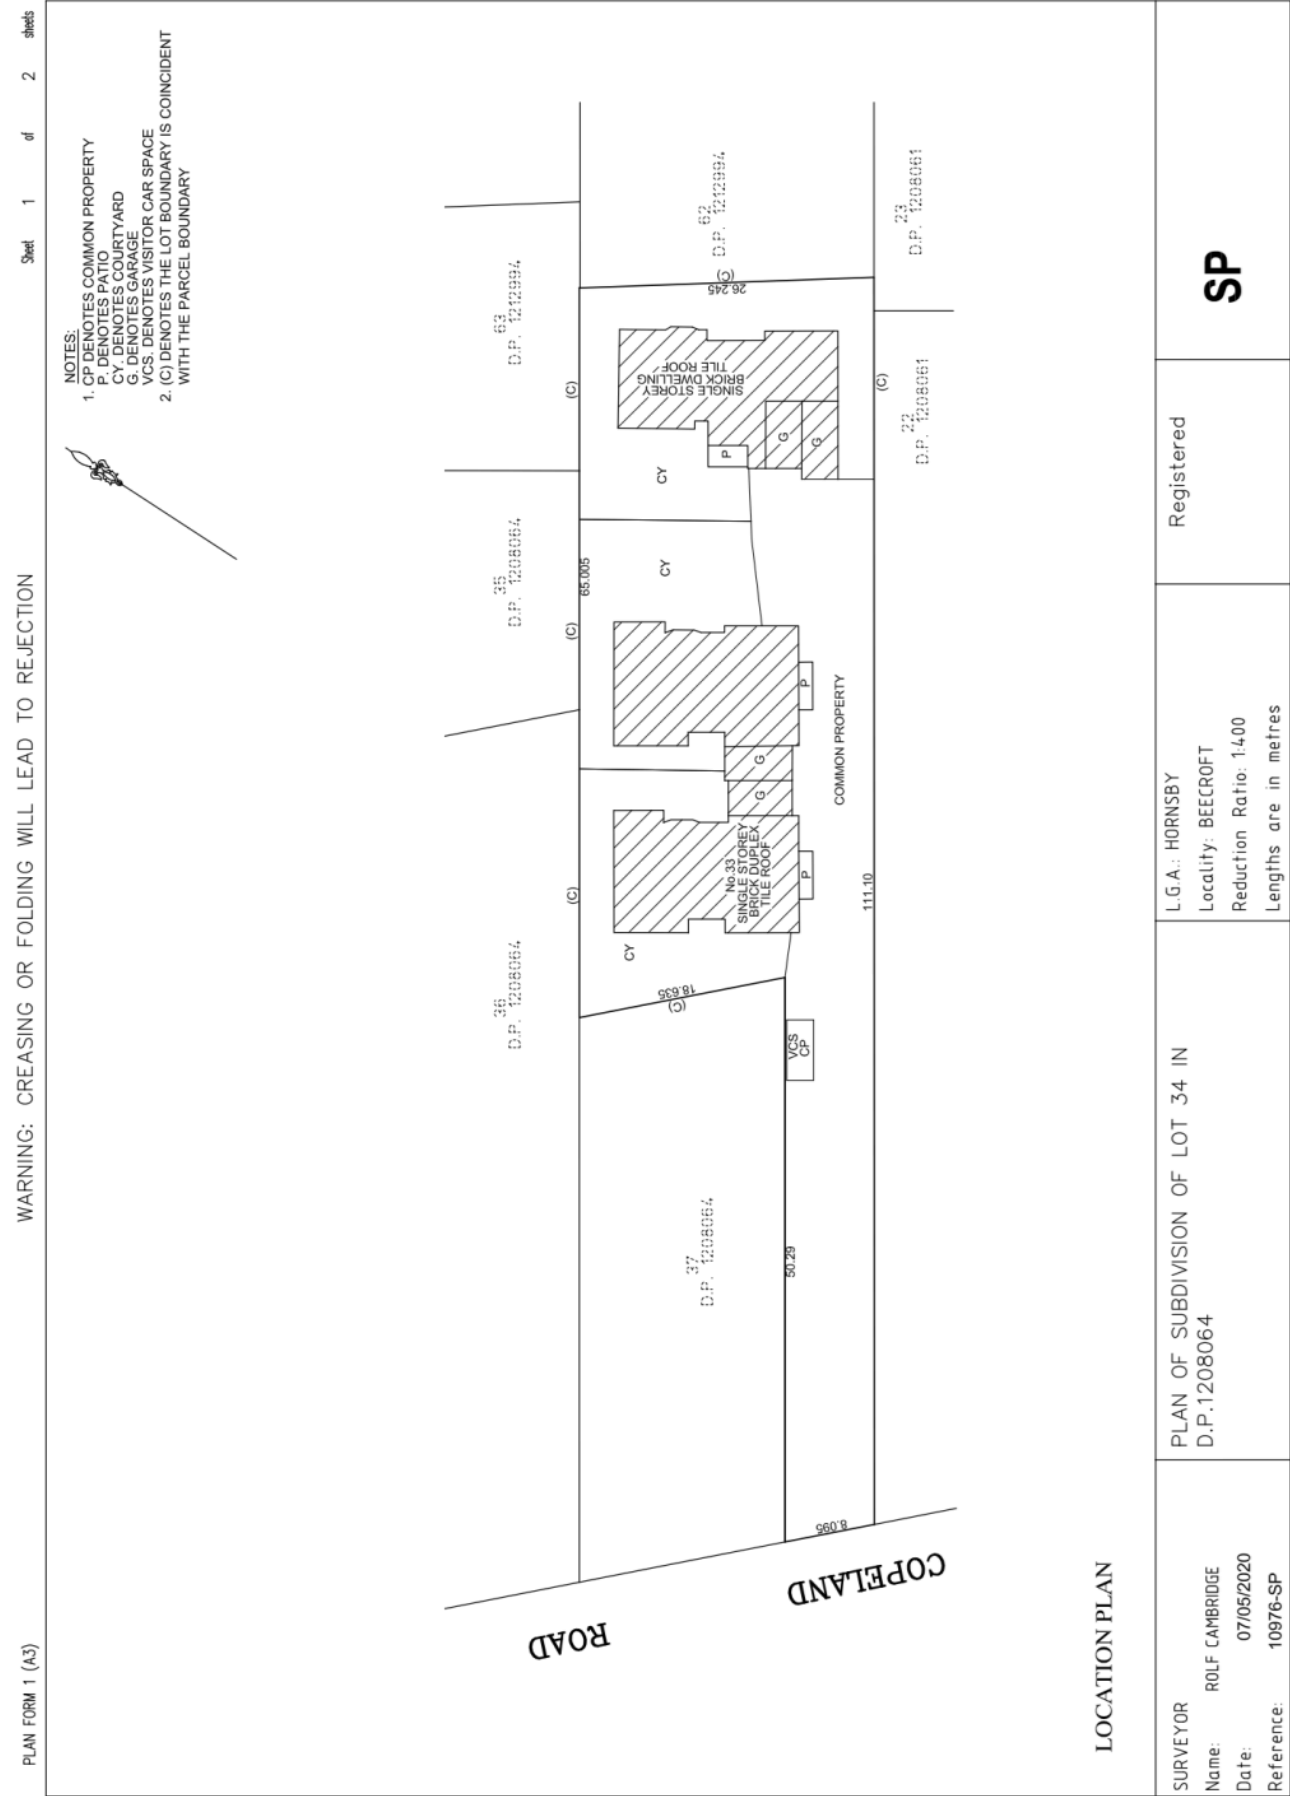 PLAN FORM 1 (A3)
WARNING: CREASING OR FOLDING WILL LEAD TO REJECTION
Sheet 1 of 2 sheets
NOTES:
1. CP DENOTES COMMON PROPERTY
P. DENOTES PATIO
CY. DENOTES COURTYARD
G. DENOTES GARAGE
VCS. DENOTES VISITOR CAR SPACE
2. (C) DENOTES THE LOT BOUNDARY IS COINCIDENT
WITH THE PARCEL BOUNDARY
36
D.P. 1208064
35
D.P. 1208064
63
D.P. 1212994
(C)
(C)
65.005
(C)
37
D.P. 1208064
18.635
(C)
CY
CY
CY
No.33
SINGLE STOREY
BRICK DUPLEX
TILE ROOF
G
G
P
P
P
G
G
SINGLE STOREY
BRICK DWELLING
TILE ROOF
26.245
(C)
62
D.P. 1212994
50.29
VCS
CP
COMMON PROPERTY
8.095
111.10
(C)
22
D.P. 1208061
23
D.P. 1208061
COPELAND
ROAD
LOCATION PLAN
SURVEYOR
Name: ROLF CAMBRIDGE
Date: 07/05/2020
Reference: 10976-SP
PLAN OF SUBDIVISION OF LOT 34 IN
D.P.1208064
L.G.A.: HORNSBY
Locality: BEECROFT
Reduction Ratio: 1:400
Lengths are in metres
Registered
SP